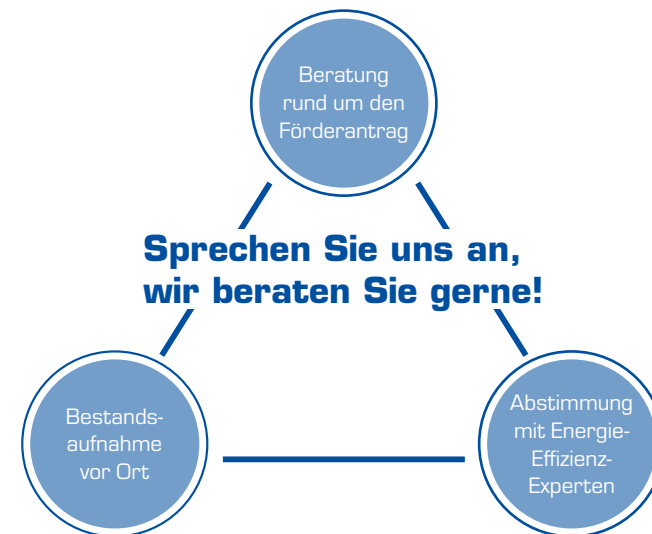 Beratung
rund um den
Förderantrag
Sprechen Sie uns an,
wir beraten Sie gerne!
Bestands-
aufnahme
vor Ort
Abstimmung
mit Energie-
Effizienz-
Experten